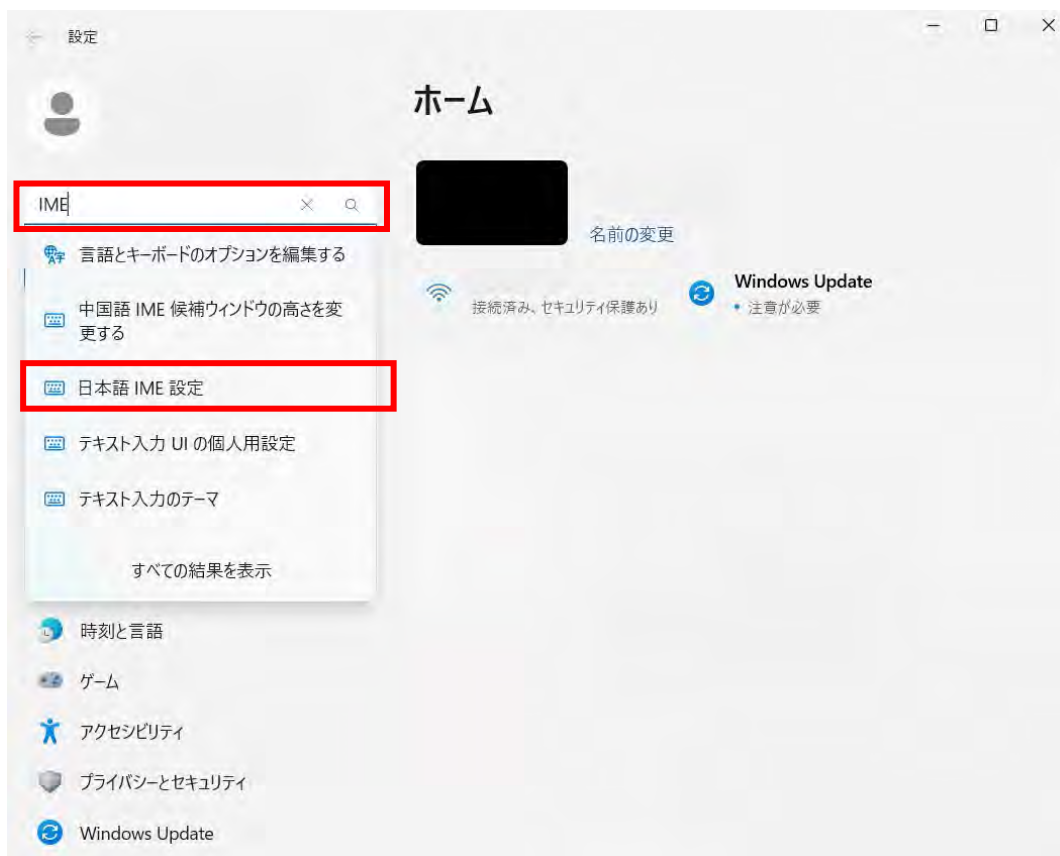 設定
ホーム
IME
名前の変更
言語とキーボードのオプションを編集する
Windows Update
接続済み、セキュリティ保護あり
• 注意が必要
中国語 IME 候補ウィンドウの高さを変
更する
日本語 IME 設定
テキスト入力 UI の個人用設定
テキスト入力のテーマ
すべての結果を表示
時刻と言語
ゲーム
アクセシビリティ
プライバシーとセキュリティ
Windows Update